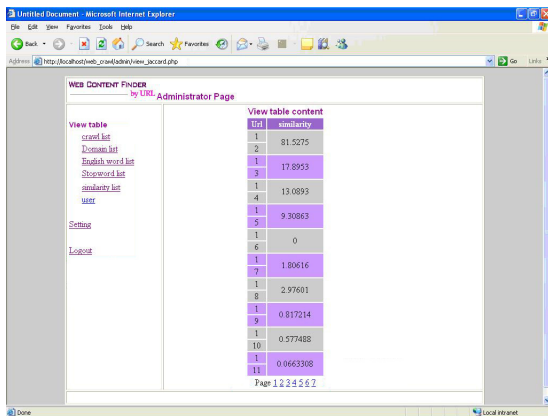 Untitled Document - Microsoft Internet Explorer
File Edit View Favorites Tools Help
Back Search Favorites
Address http://localhost/web_crawl/admin/view_jaccard.php Go Links
WEB CONTENT FINDER
by URL Administrator Page
View table
crawl list
Domain list
English word list
Stopword list
similarity list
user
Setting
Logout
View table content
Url similarity
1
2 81.5275
1
3 17.8953
1
4 13.0893
1
5 9.30863
1
6 0
1
7 1.80616
1
8 2.97601
1
9 0.817214
1
10 0.577488
1
11 0.0663308
Page 1 2 3 4 5 6 7
Done Local intranet